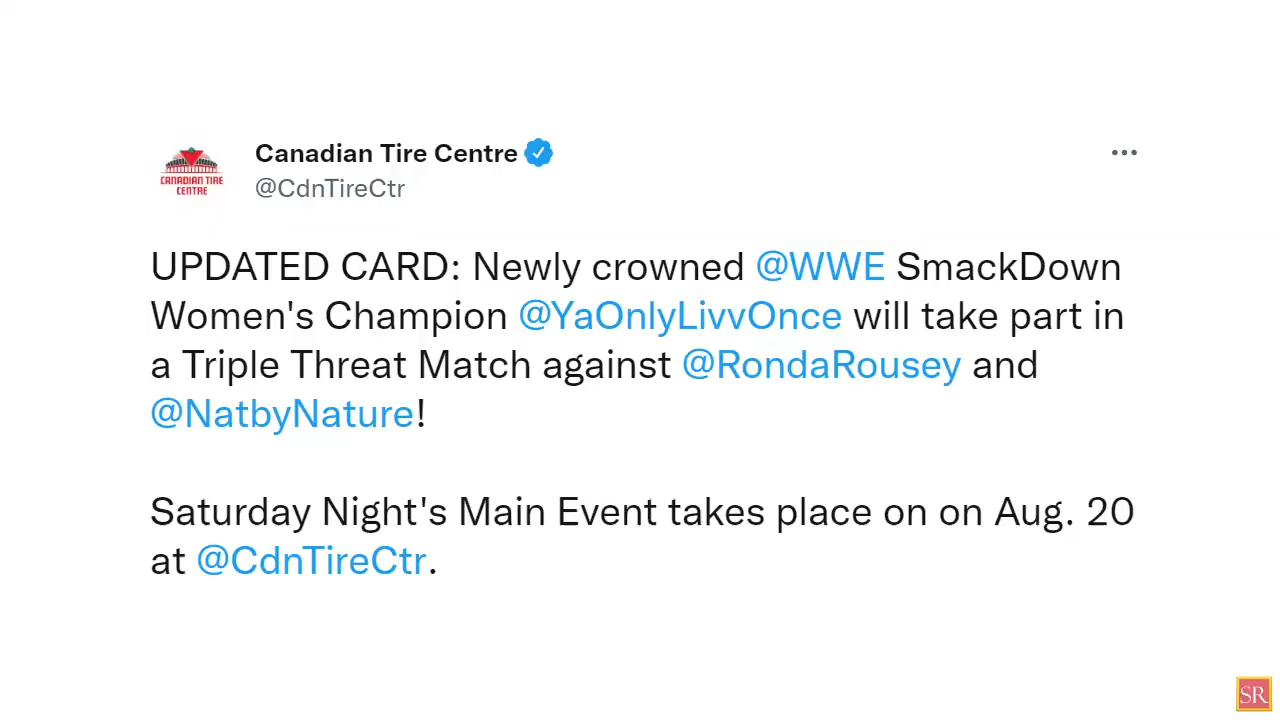 Canadian Tire Centre
@CdnTireCtr
CANADIAN TIRE
CENTRE
UPDATED CARD: Newly crowned @WWE SmackDown
Women's Champion @YaOnlyLivvOnce will take part in
a Triple Threat Match against @RondaRousey and
@NatbyNature!
Saturday Night's Main Event takes place on on Aug. 20
at @CdnTireCtr.
SR